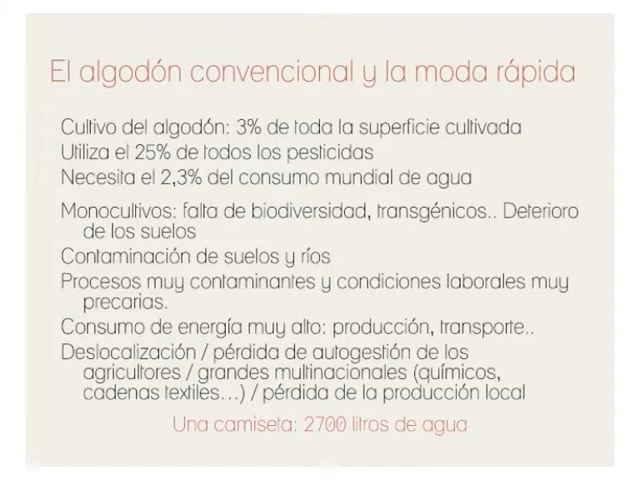 El algodón convencional y la moda rápida
Cultivo del algodón: 3% de toda la superficie cultivada
Utiliza el 25% de todos los pesticidas
Necesita el 2,3% del consumo mundial de agua
Monocultivos: falta de biodiversidad, transgénicos.. Deterioro
de los suelos
Contaminación de suelos y ríos
Procesos muy contaminantes y condiciones laborales muy
precarias.
Consumo de energía muy alto: producción, transporte..
Deslocalización / pérdida de autogestión de los
agricultores / grandes multinacionales (químicos,
cadenas textiles...) / pérdida de la producción local
Una camiseta: 2700 litros de agua